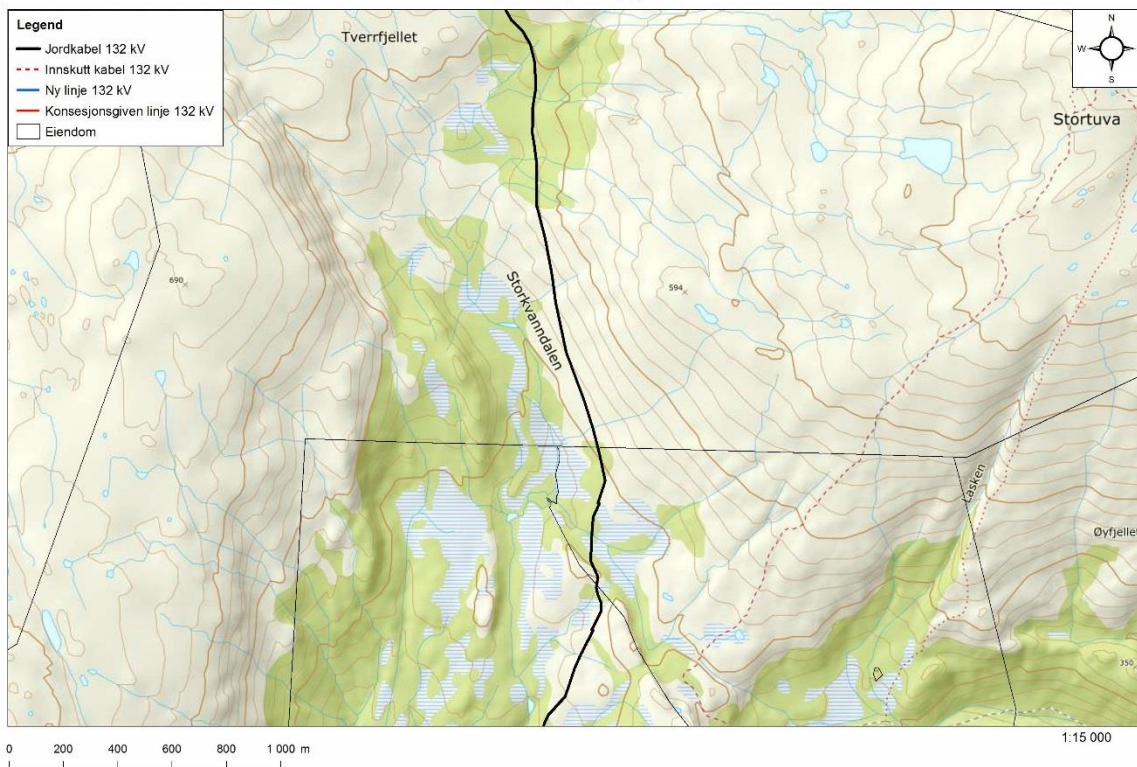 Legend
Jordkabel 132 kV
Innskutt kabel 132 kV
Ny linje 132 kV
Konsesjonsgiven linje 132 kV
Eiendom
Tverrfjellet
N
W E
S
Stortuva
690
594
Storkvanndalen
Lasken
Øyfjellet
350
1:15 000
0 200 400 600 800 1 000 m